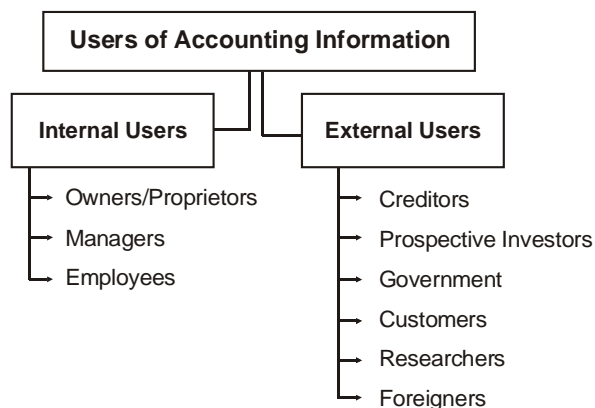 Users of Accounting Information
Internal Users
Owners/Proprietors
Managers
Employees
External Users
Creditors
Prospective Investors
Government
Customers
Researchers
Foreigners